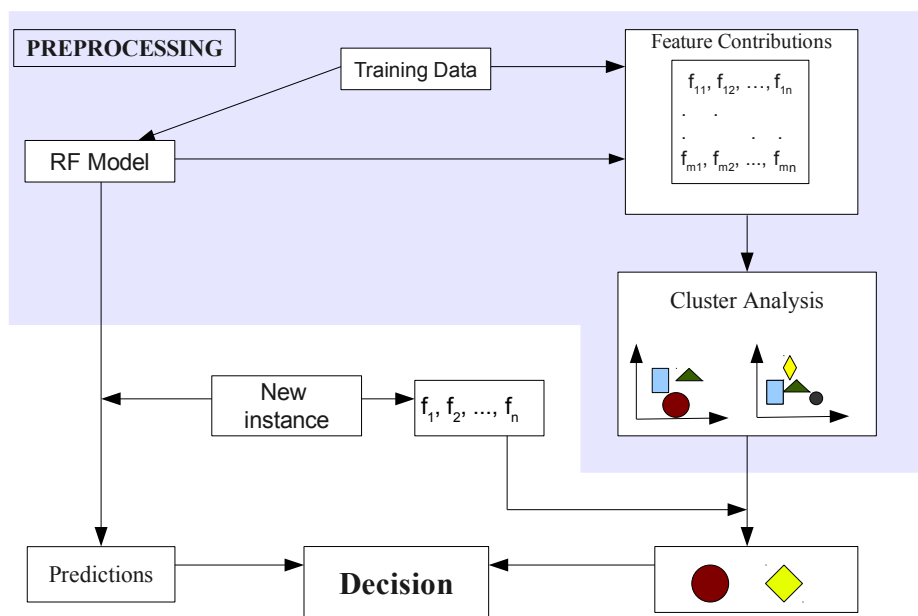 PREPROCESSING
Training Data
Feature Contributions
f11, f12, ..., f1n
. .
. . .
fm1, fm2, ..., fmn
RF Model
Cluster Analysis
New
instance
f1, f2, ..., fn
Predictions
Decision